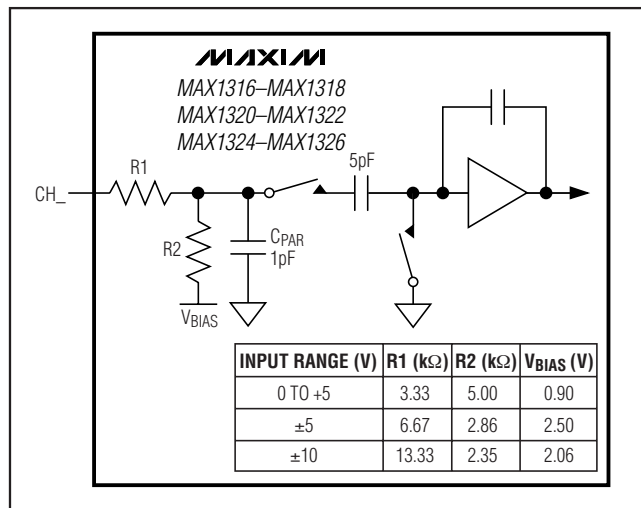 MAXIM
MAX1316–MAX1318
MAX1320–MAX1322
MAX1324–MAX1326
5pF
R1
CH_
R2
CPAR
1pF
VBIAS
INPUT RANGE (V) R1 (kΩ) R2 (kΩ) VBIAS (V)
0 TO +5 3.33 5.00 0.90
±5 6.67 2.86 2.50
±10 13.33 2.35 2.06